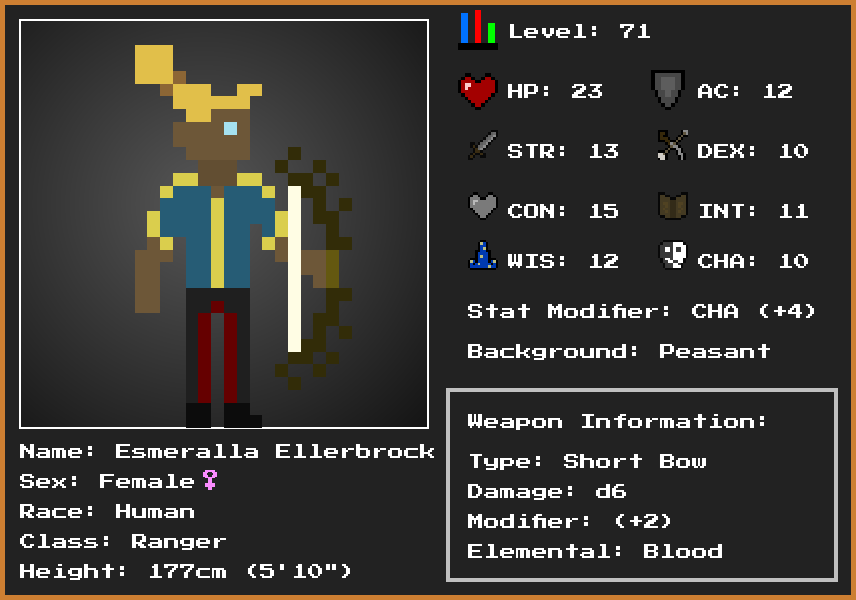 Level: 71
HP: 23 AC: 12
STR: 13 DEX: 10
CON: 15 INT: 11
WIS: 12 CHA: 10
Stat Modifier: CHA (+4)
Background: Peasant
Weapon Information:
Type: Short Bow
Damage: d6
Modifier: (+2)
Elemental: Blood
Name: Esmeralla Ellerbrock
Sex: Female♀
Race: Human
Class: Ranger
Height: 177cm (5'10")